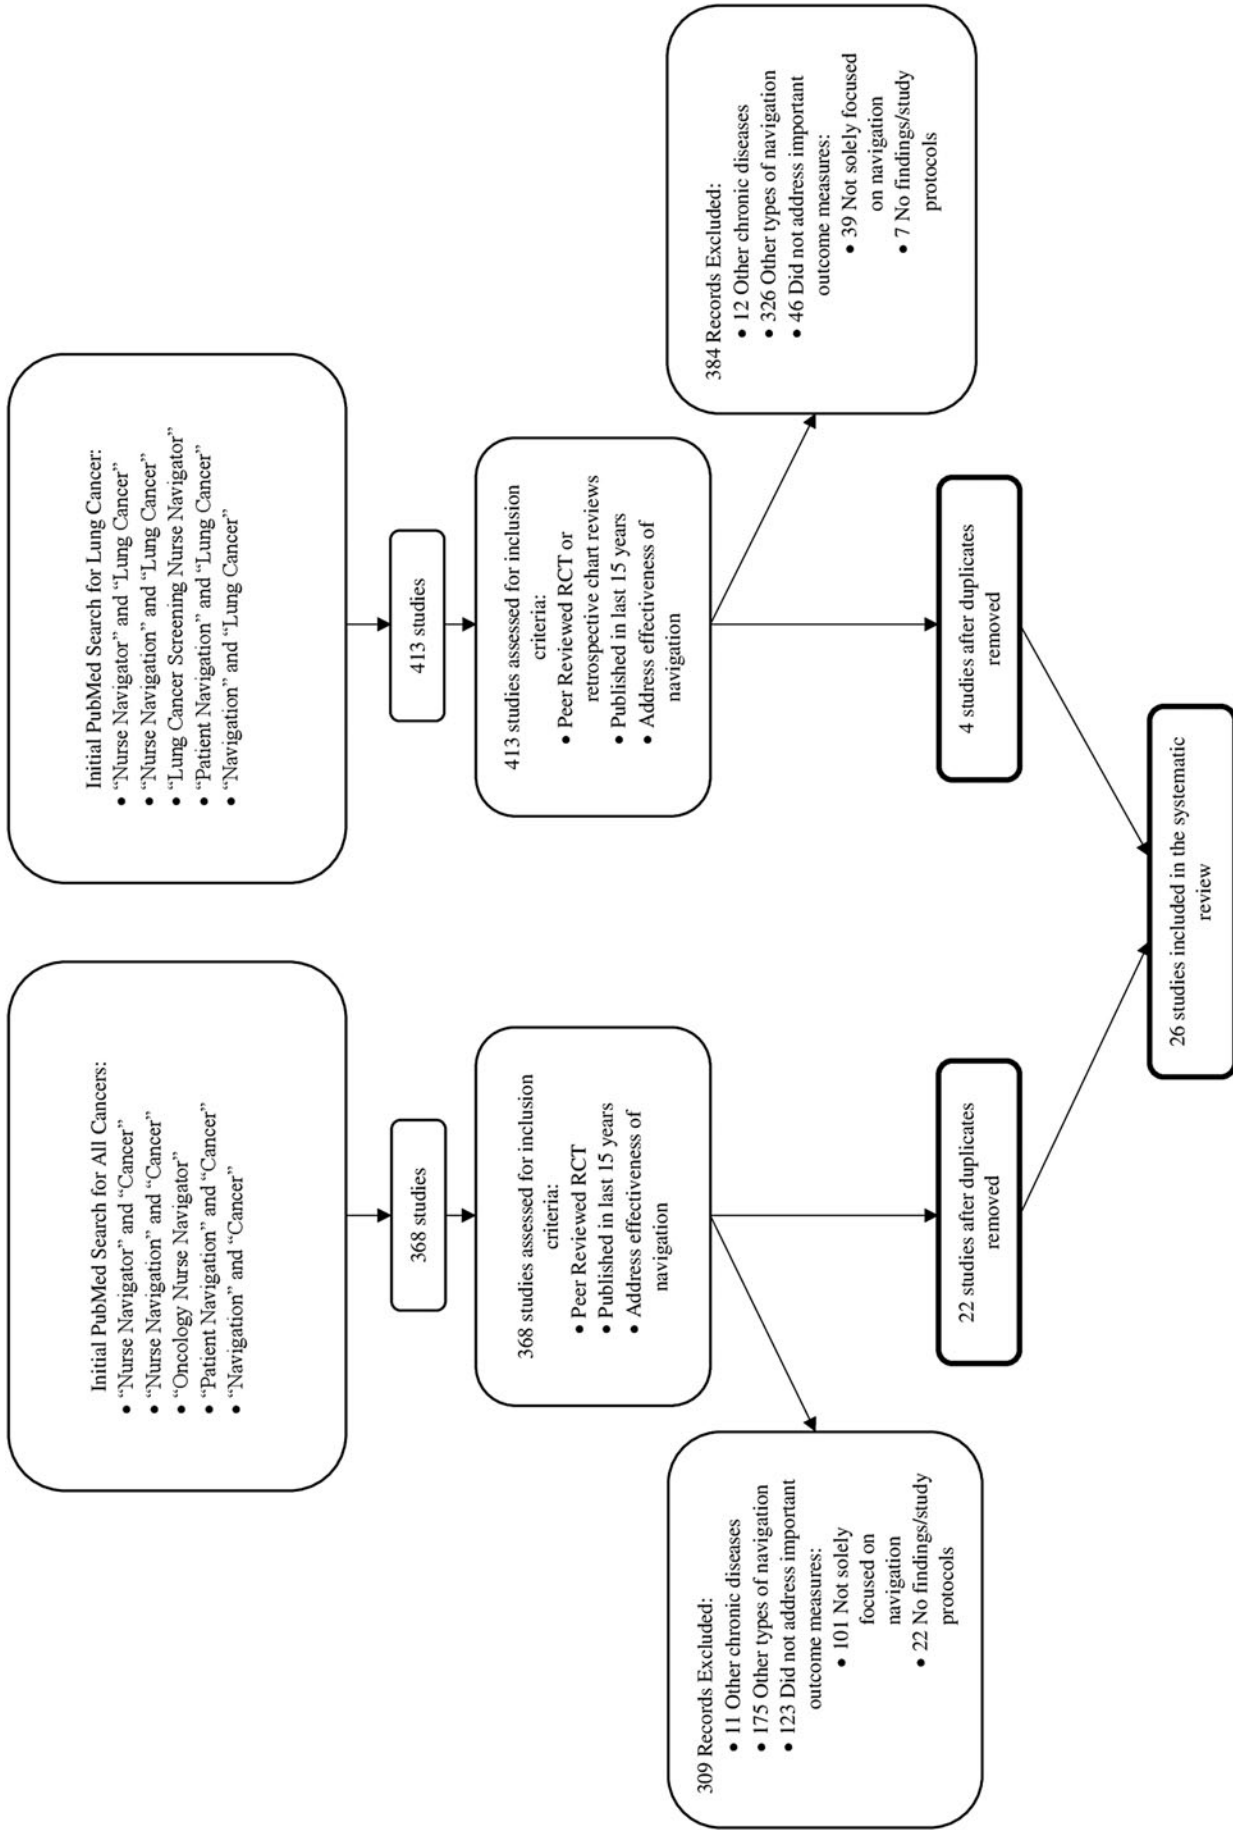 Initial PubMed Search for All Cancers:
• “Nurse Navigator” and “Cancer”
• “Nurse Navigation” and “Cancer”
• “Oncology Nurse Navigator”
• “Patient Navigation” and “Cancer”
• “Navigation” and “Cancer”
368 studies
368 studies assessed for inclusion
criteria:
• Peer Reviewed RCT
• Published in last 15 years
• Address effectiveness of
navigation
309 Records Excluded:
• 11 Other chronic diseases
• 175 Other types of navigation
• 123 Did not address important
outcome measures:
• 101 Not solely
focused on
navigation
• 22 No findings/study
protocols
22 studies after duplicates
removed
Initial PubMed Search for Lung Cancer:
• “Nurse Navigator” and “Lung Cancer”
• “Nurse Navigation” and “Lung Cancer”
• “Lung Cancer Screening Nurse Navigator”
• “Patient Navigation” and “Lung Cancer”
• “Navigation” and “Lung Cancer”
413 studies
413 studies assessed for inclusion
criteria:
• Peer Reviewed RCT or
retrospective chart reviews
• Published in last 15 years
• Address effectiveness of
navigation
384 Records Excluded:
• 12 Other chronic diseases
• 326 Other types of navigation
• 46 Did not address important
outcome measures:
• 39 Not solely focused
on navigation
• 7 No findings/study
protocols
4 studies after duplicates
removed
26 studies included in the systematic
review